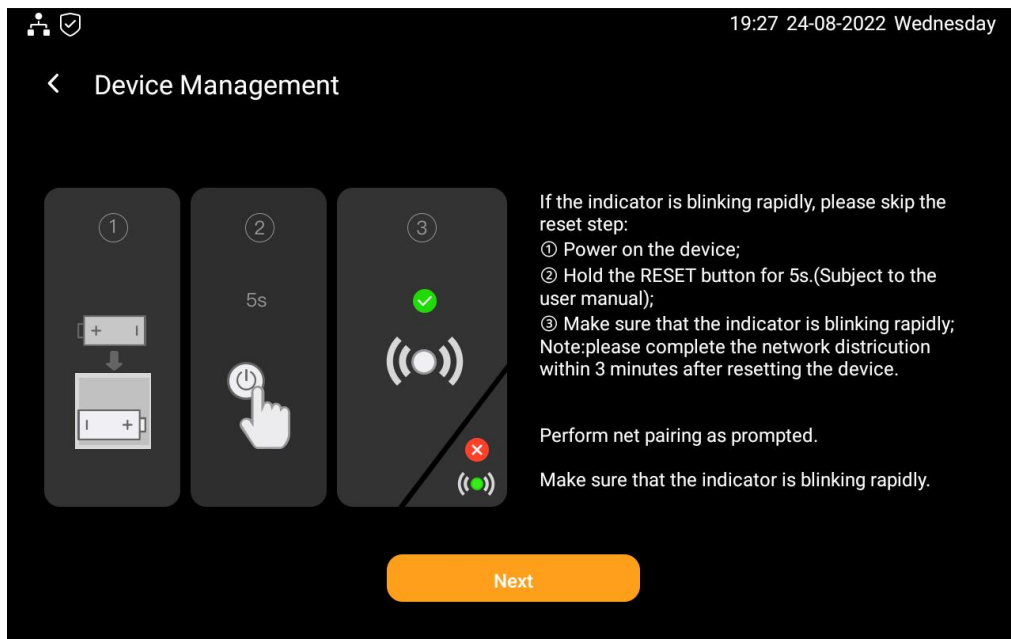 19:27 24-08-2022 Wednesday
Device Management
1
2
3
5s
If the indicator is blinking rapidly, please skip the
reset step:
① Power on the device;
② Hold the RESET button for 5s.(Subject to the
user manual);
③ Make sure that the indicator is blinking rapidly;
Note:please complete the network districution
within 3 minutes after resetting the device.
Perform net pairing as prompted.
Make sure that the indicator is blinking rapidly.
Next